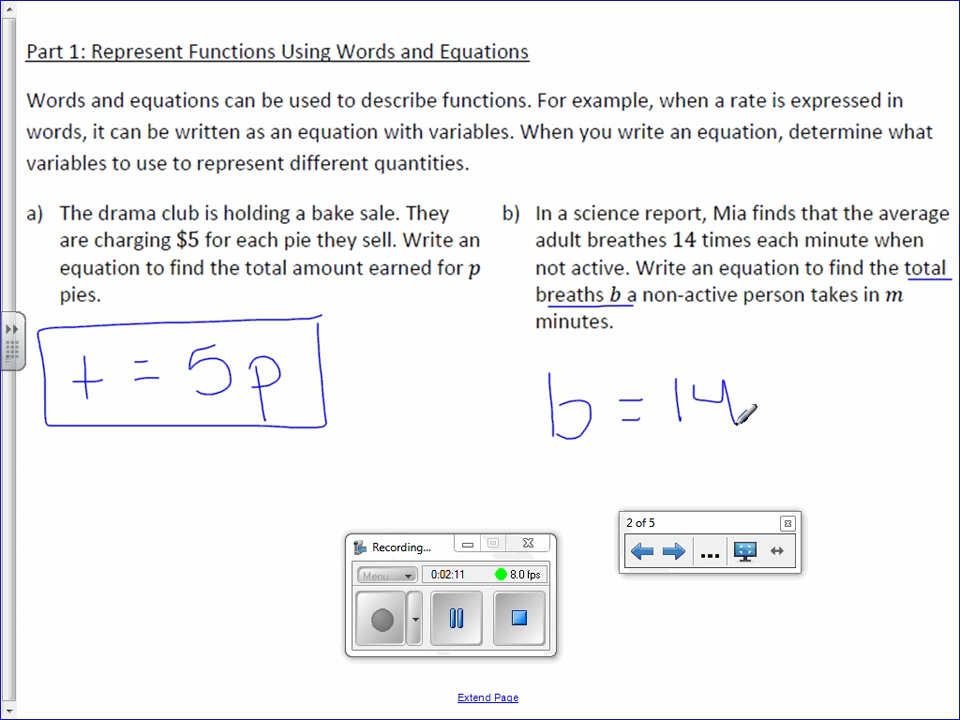 Part 1: Represent Functions Using Words and Equations
Words and equations can be used to describe functions. For example, when a rate is expressed in
words, it can be written as an equation with variables. When you write an equation, determine what
variables to use to represent different quantities.
a) The drama club is holding a bake sale. They
are charging $5 for each pie they sell. Write an
equation to find the total amount earned for p
pies.
t = 5p
b) In a science report, Mia finds that the average
adult breathes 14 times each minute when
not active. Write an equation to find the total
breaths b a non-active person takes in m
minutes.
b = 14
2 of 5
Recording...
Menu 0:02:11 8.0 fps
Extend Page